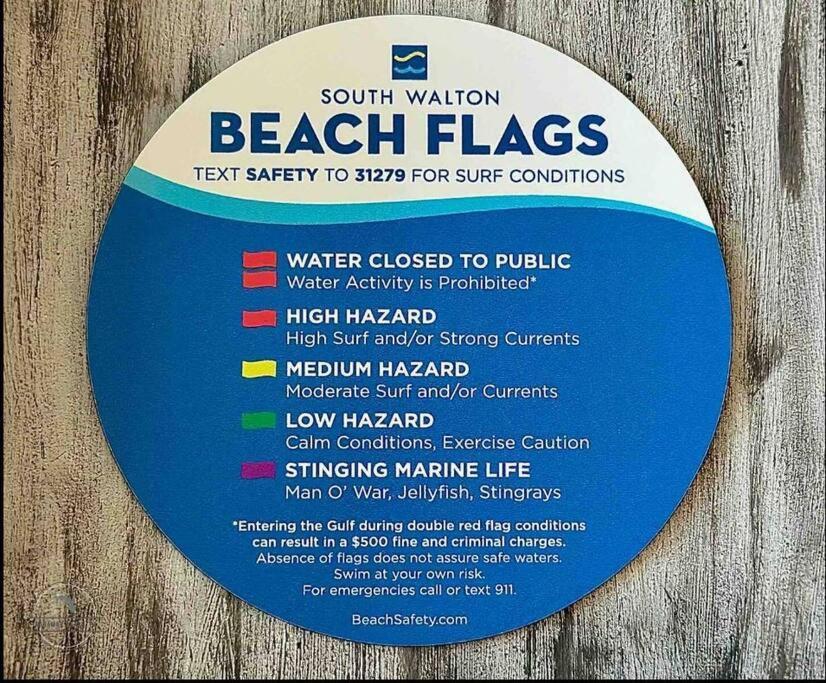 SOUTH WALTON
BEACH FLAGS
TEXT SAFETY TO 31279 FOR SURF CONDITIONS
WATER CLOSED TO PUBLIC
Water Activity is Prohibited*
HIGH HAZARD
High Surf and/or Strong Currents
MEDIUM HAZARD
Moderate Surf and/or Currents
LOW HAZARD
Calm Conditions, Exercise Caution
STINGING MARINE LIFE
Man O' War, Jellyfish, Stingrays
*Entering the Gulf during double red flag conditions
can result in a $500 fine and criminal charges.
Absence of flags does not assure safe waters.
Swim at your own risk.
For emergencies call or text 911.
BeachSafety.com